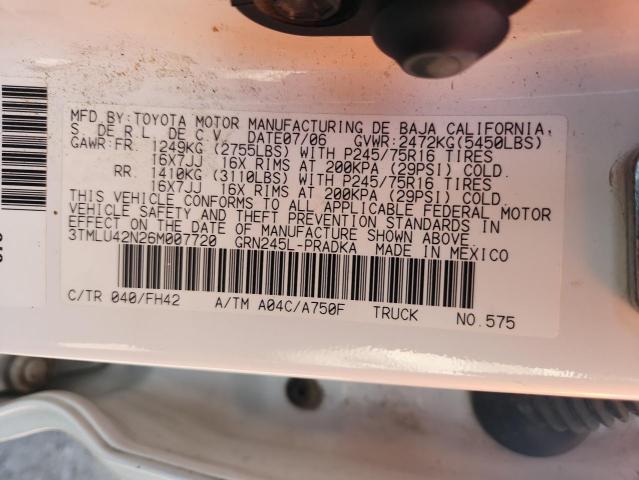 MFD.BY:TOYOTA MOTOR MANUFACTURING DE BAJA CALIFORNIA,
S. DE R.L. DE C.V. DATE07/06 GVWR:2472KG(5450LBS)
GAWR:FR. 1249KG (2755LBS) WITH P245/75R16 TIRES
16X7JJ 16X RIMS AT 200KPA (29PSI) COLD.
RR. 1410KG (3110LBS) WITH P245/75R16 TIRES
16X7JJ 16X RIMS AT 200KPA (29PSI) COLD.
THIS VEHICLE CONFORMS TO ALL APPLICABLE FEDERAL MOTOR
VEHICLE SAFETY AND THEFT PREVENTION STANDARDS IN
EFFECT ON THE DATE OF MANUFACTURE SHOWN ABOVE.
3TMLU42N26M007720 GRN245L-PRADKA MADE IN MEXICO
C/TR 040/FH42 A/TM A04C/A750F TRUCK NO.575